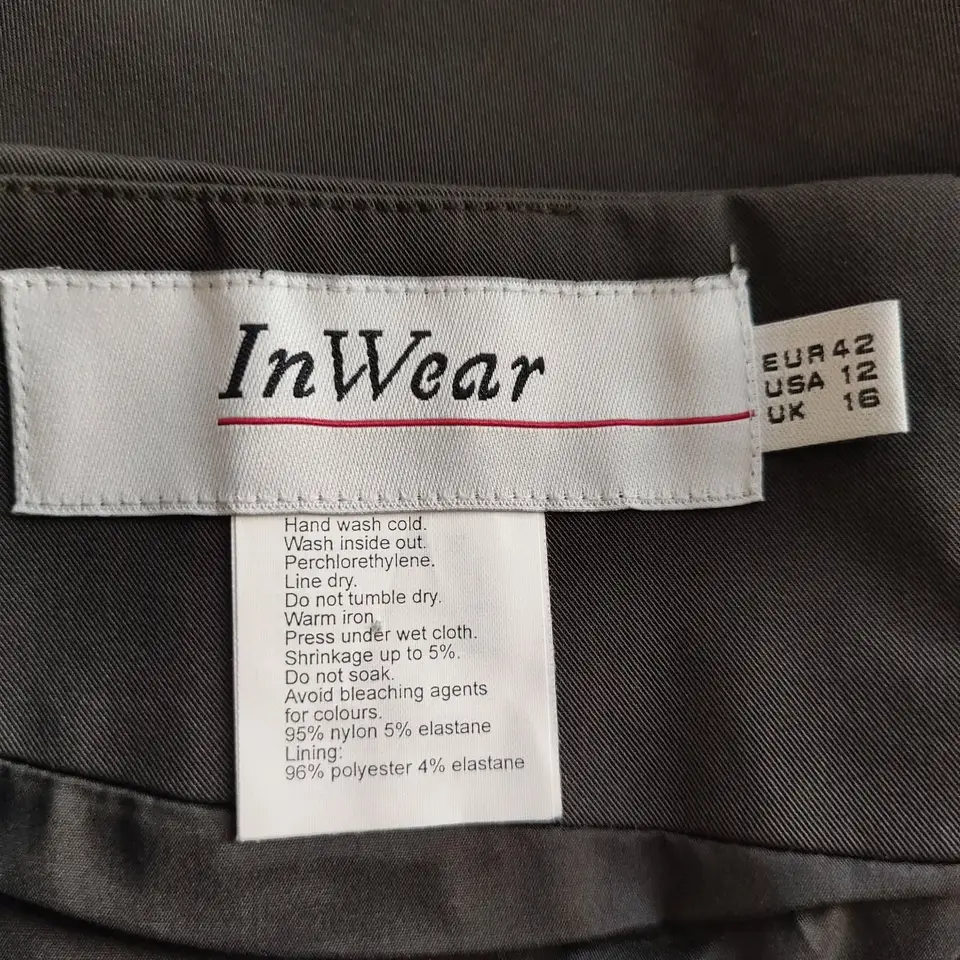 InWear
EUR 42
USA 12
UK 16
Hand wash cold.
Wash inside out.
Perchlorethylene.
Line dry.
Do not tumble dry.
Warm iron.
Press under wet cloth.
Shrinkage up to 5%.
Do not soak.
Avoid bleaching agents
for colours.
95% nylon 5% elastane
Lining:
96% polyester 4% elastane